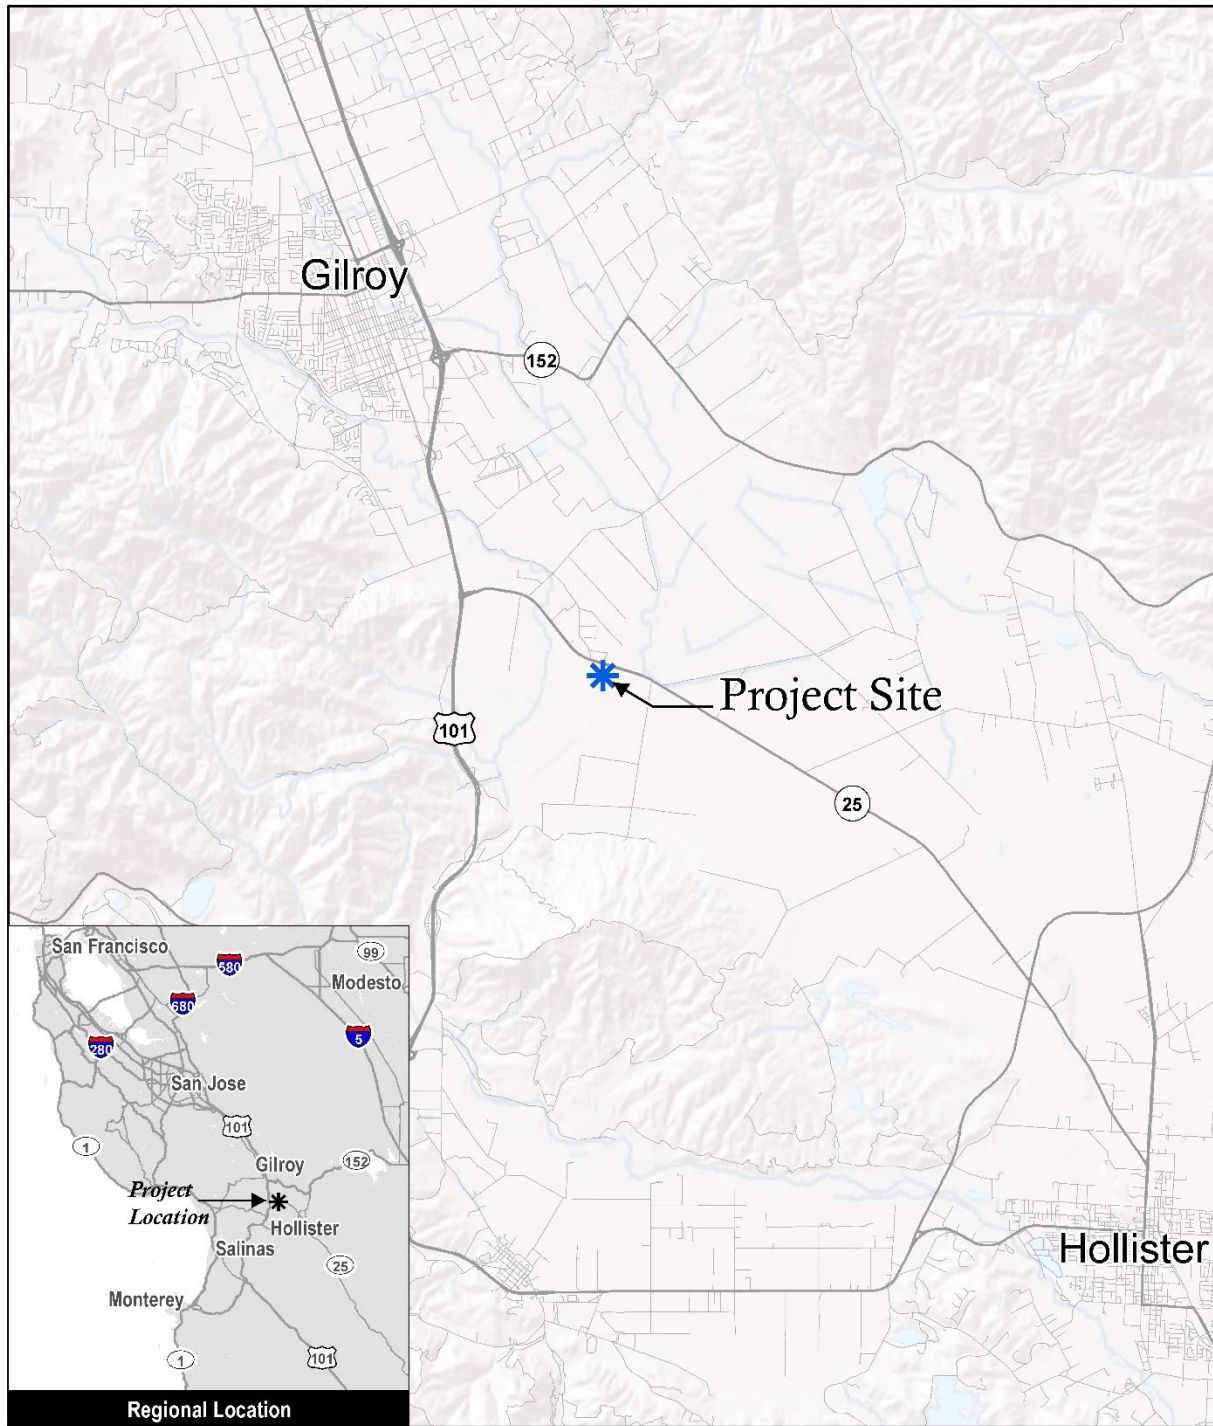 Gilroy
152
Project Site
101
25
San Francisco
99
580
Modesto
680
5
280
San Jose
101
1
Gilroy
152
Project
Location
Hollister
Salinas
25
Monterey
101
1
Regional Location
Hollister